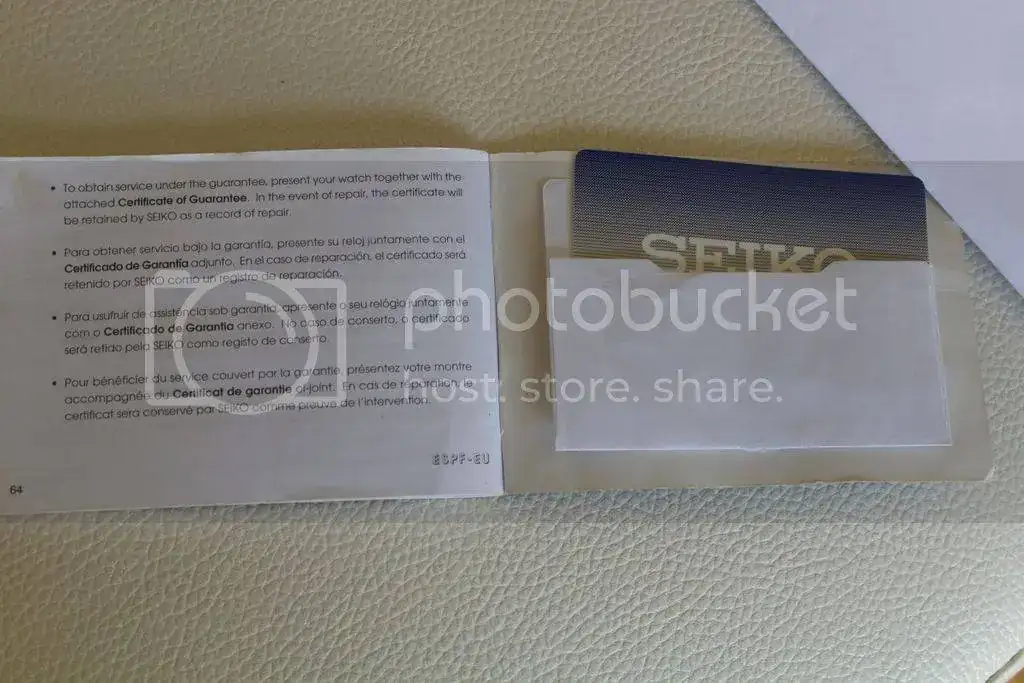 • To obtain service under the guarantee, present your watch together with the
attached Certificate of Guarantee. In the event of repair, the certificate will
be retained by SEIKO as a record of repair.
• Para obtener servicio bajo la garantía, presente su reloj juntamente con el
Certificado de Garantía adjunto. En el caso de reparación, el certificado será
retenido por SEIKO como un registro de reparación.
• Para usufruir de assistência sob garantia, apresente o seu relógio juntamente
com o Certificado de Garantia anexo. No caso de conserto, o certificado
será retido pela SEIKO como registo de conserto.
• Pour bénéficier du service couvert par la garantie, présentez votre montre
accompagnée du Certificat de garantie ci-joint. En cas de réparation, le
certificat sera conservé par SEIKO comme preuve de l'intervention.
ESPF-EU
64
SEIKO
photobucket
host. store. share.